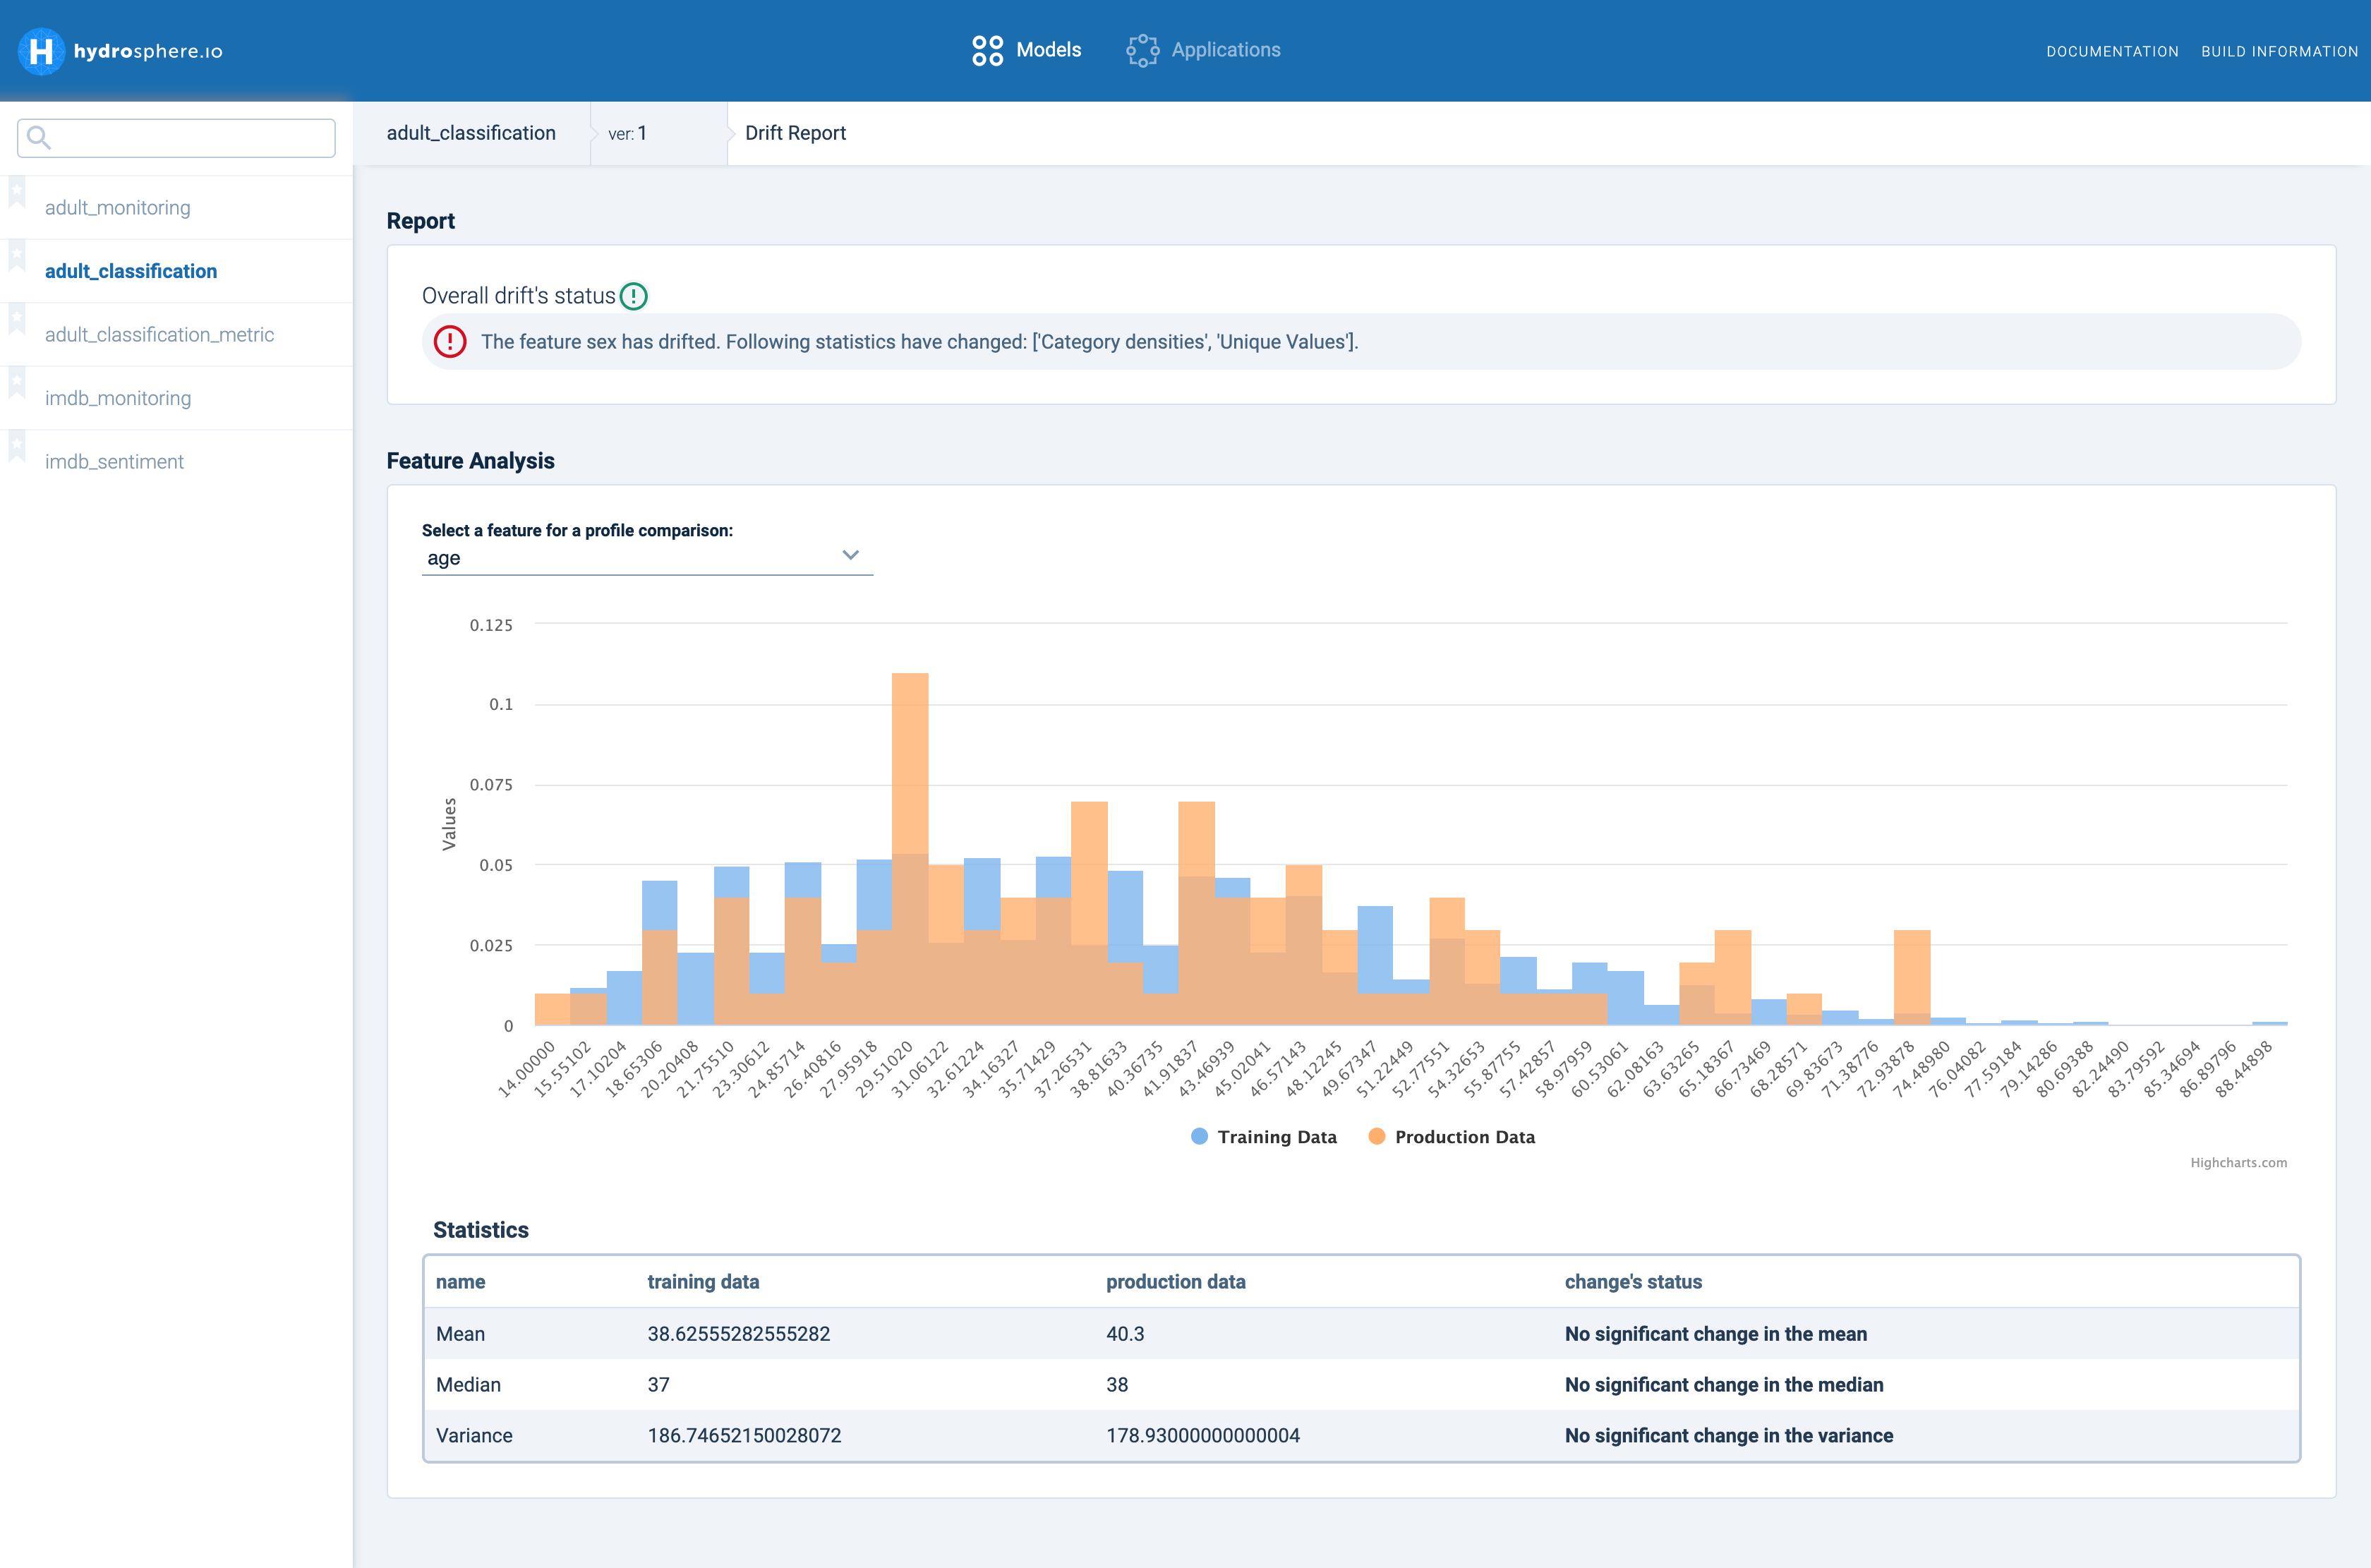 hydrosphere.io
Models
Applications
DOCUMENTATION
BUILD INFORMATION
adult_classification
ver: 1
Drift Report
adult_monitoring
adult_classification
adult_classification_metric
imdb_monitoring
imdb_sentiment
Report
Overall drift's status
The feature sex has drifted. Following statistics have changed: ['Category densities', 'Unique Values'].
Feature Analysis
Select a feature for a profile comparison:
age
Values
0.125
0.1
0.075
0.05
0.025
0
14.00000
15.55102
17.10204
18.65306
20.20408
21.75510
23.30612
24.85714
26.40816
27.95918
29.51020
31.06122
32.61224
34.16327
35.71429
37.26531
38.81633
40.36735
41.91837
43.46939
45.02041
46.57143
48.12245
49.67347
51.22449
52.77551
54.32653
55.87755
57.42857
58.97959
60.53061
62.08163
63.63265
65.18367
66.73469
68.28571
69.83673
71.38776
72.93878
74.48980
76.04082
77.59184
79.14286
80.69388
82.24490
83.79592
85.34694
86.89796
88.44898
Training Data
Production Data
Highcharts.com
Statistics
name training data production data change's status
Mean 38.62555282555282 40.3 No significant change in the mean
Median 37 38 No significant change in the median
Variance 186.74652150028072 178.93000000000004 No significant change in the variance